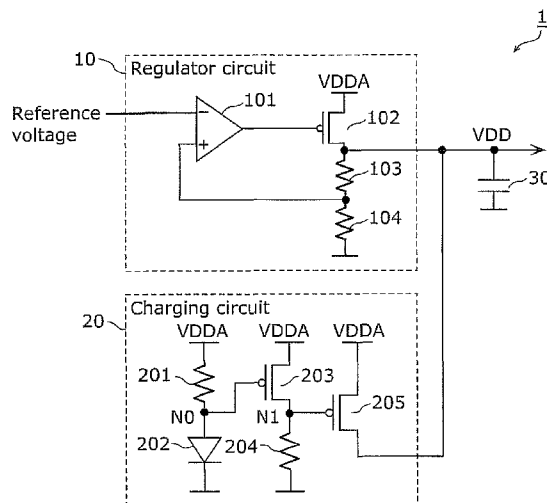 1
10
Regulator circuit
101
VDDA
Reference
voltage
−
+
102
VDD
103
104
30
20
Charging circuit
VDDA
VDDA
VDDA
201
203
205
N0
N1
202
204